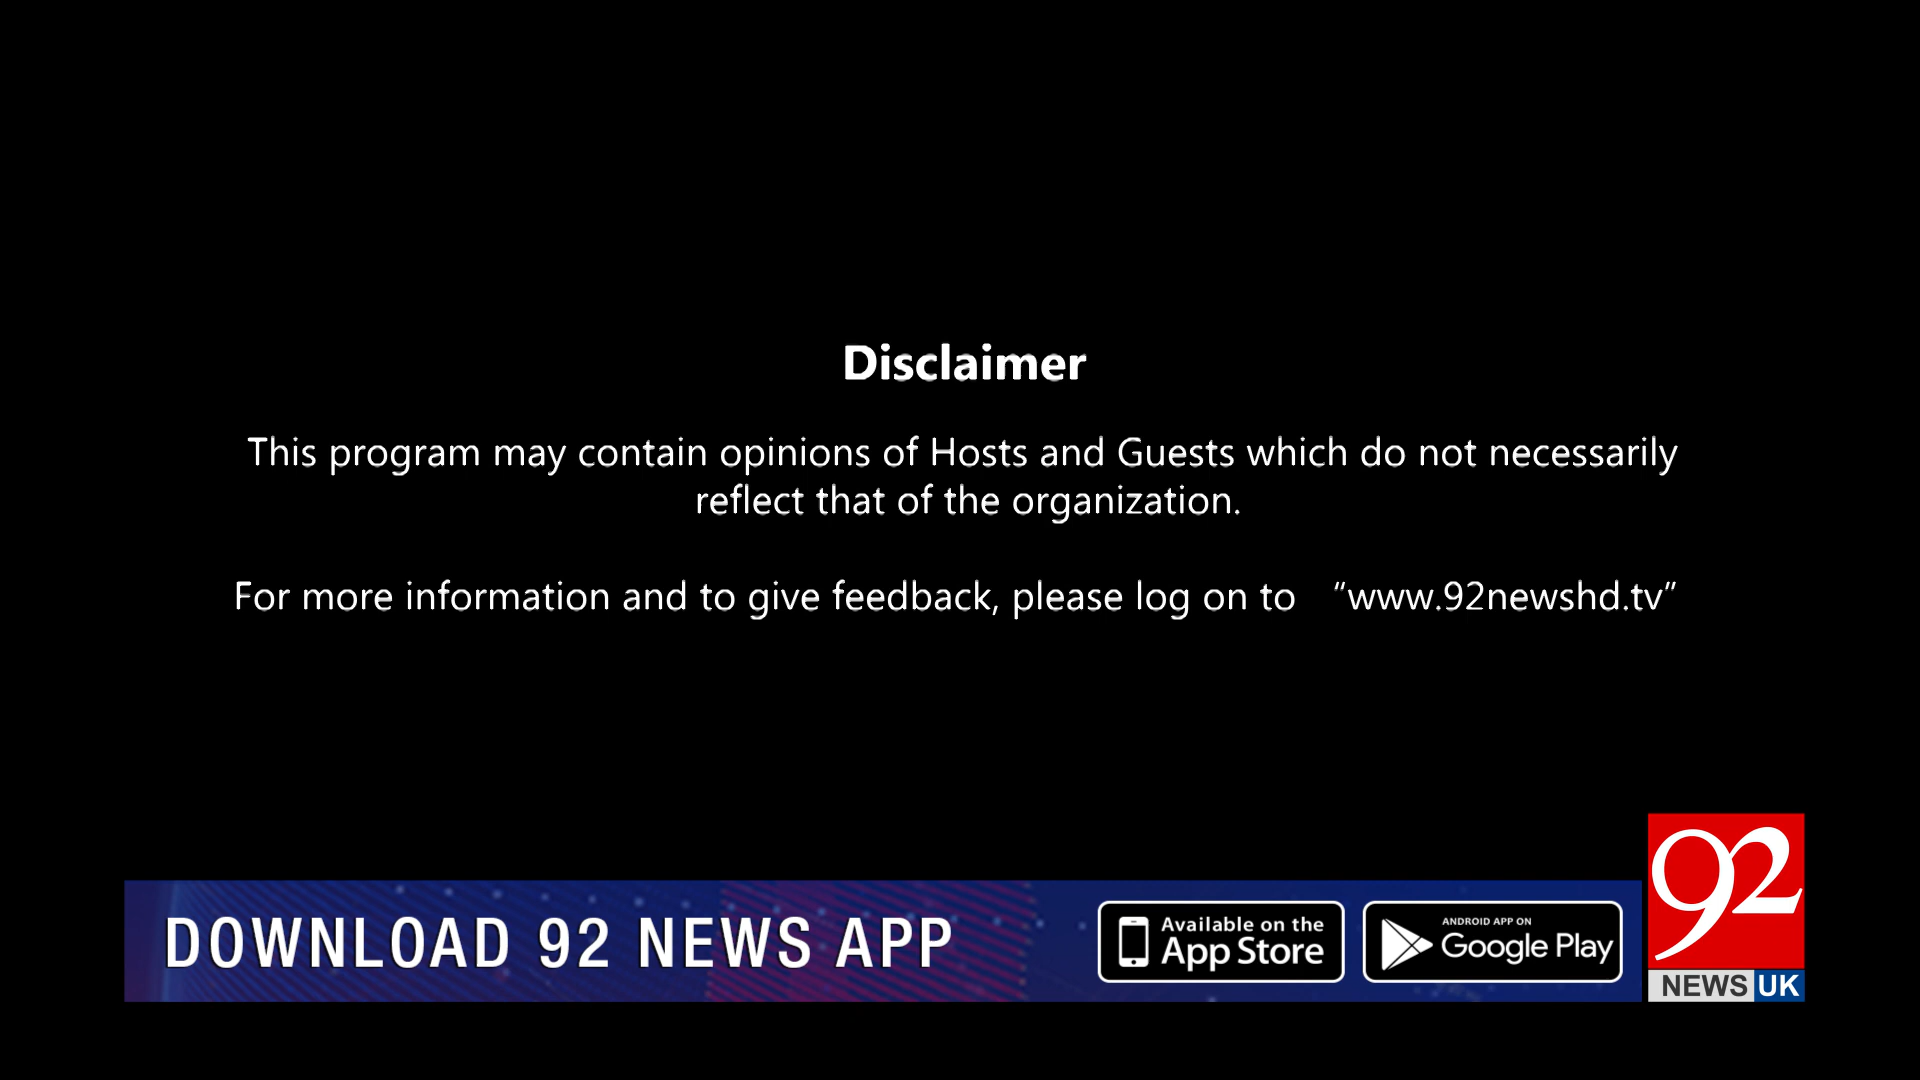 Disclaimer
This program may contain opinions of Hosts and Guests which do not necessarily
reflect that of the organization.
For more information and to give feedback, please log on to “www.92newshd.tv”
DOWNLOAD 92 NEWS APP
Available on the
App Store
ANDROID APP ON
Google Play
92
NEWS UK